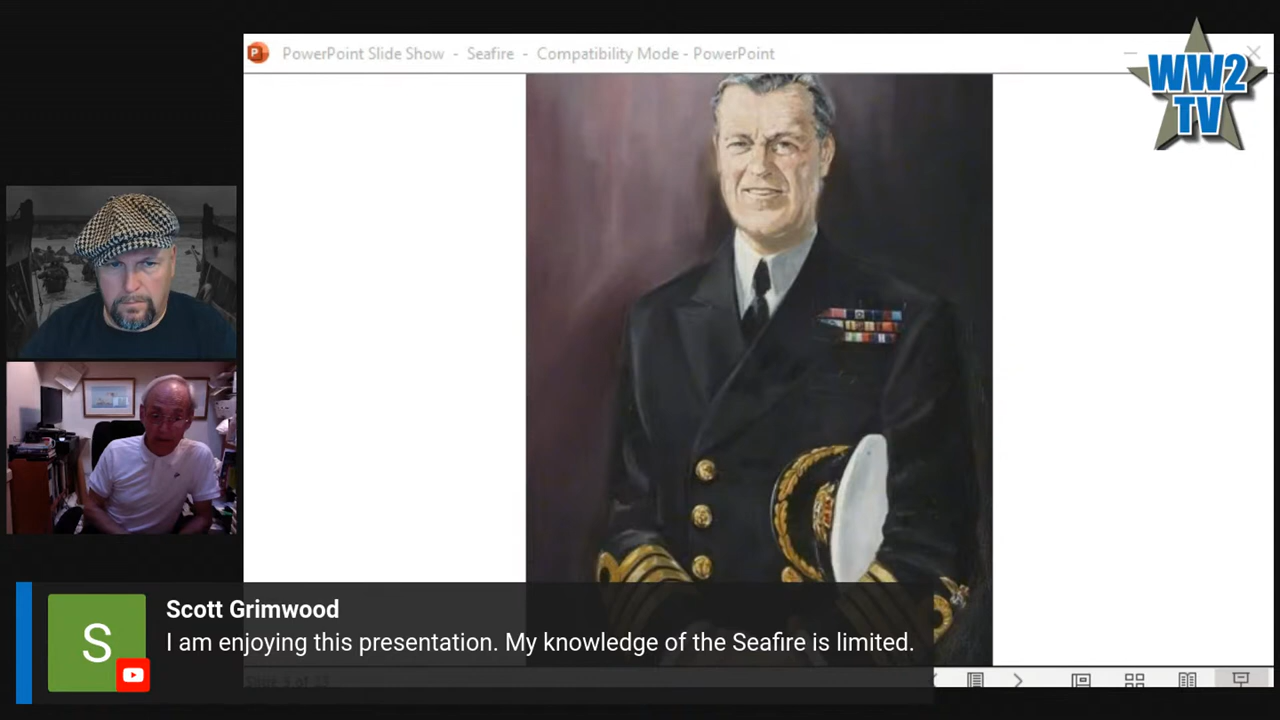 PowerPoint Slide Show - Seafire - Compatibility Mode - PowerPoint
WW2
TV
Scott Grimwood
S
I am enjoying this presentation. My knowledge of the Seafire is limited.